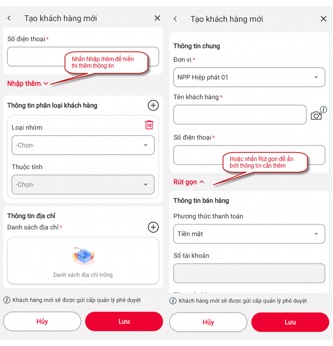 Tạo khách hàng mới
Số điện thoại *
Nhấn Nhập thêm để hiển
thị thêm thông tin
Nhập thêm
Thông tin phân loại khách hàng
Loại nhóm
-Chọn-
Thuộc tính
-Chọn-
Thông tin địa chỉ
Danh sách địa chỉ *
Danh sách địa chỉ trống
Khách hàng mới sẽ được gửi cấp quản lý phê duyệt
Hủy
Lưu
Tạo khách hàng mới
Thông tin chung
Đơn vị *
NPP Hiệp phát 01
Tên khách hàng *
Số điện thoại *
Hoặc nhấn Rút gọn để ẩn
bớt thông tin cần thêm
Rút gọn
Thông tin bán hàng
Phương thức thanh toán
Tiền mặt
Số tài khoản
Khách hàng mới sẽ được gửi cấp quản lý phê duyệt
Hủy
Lưu